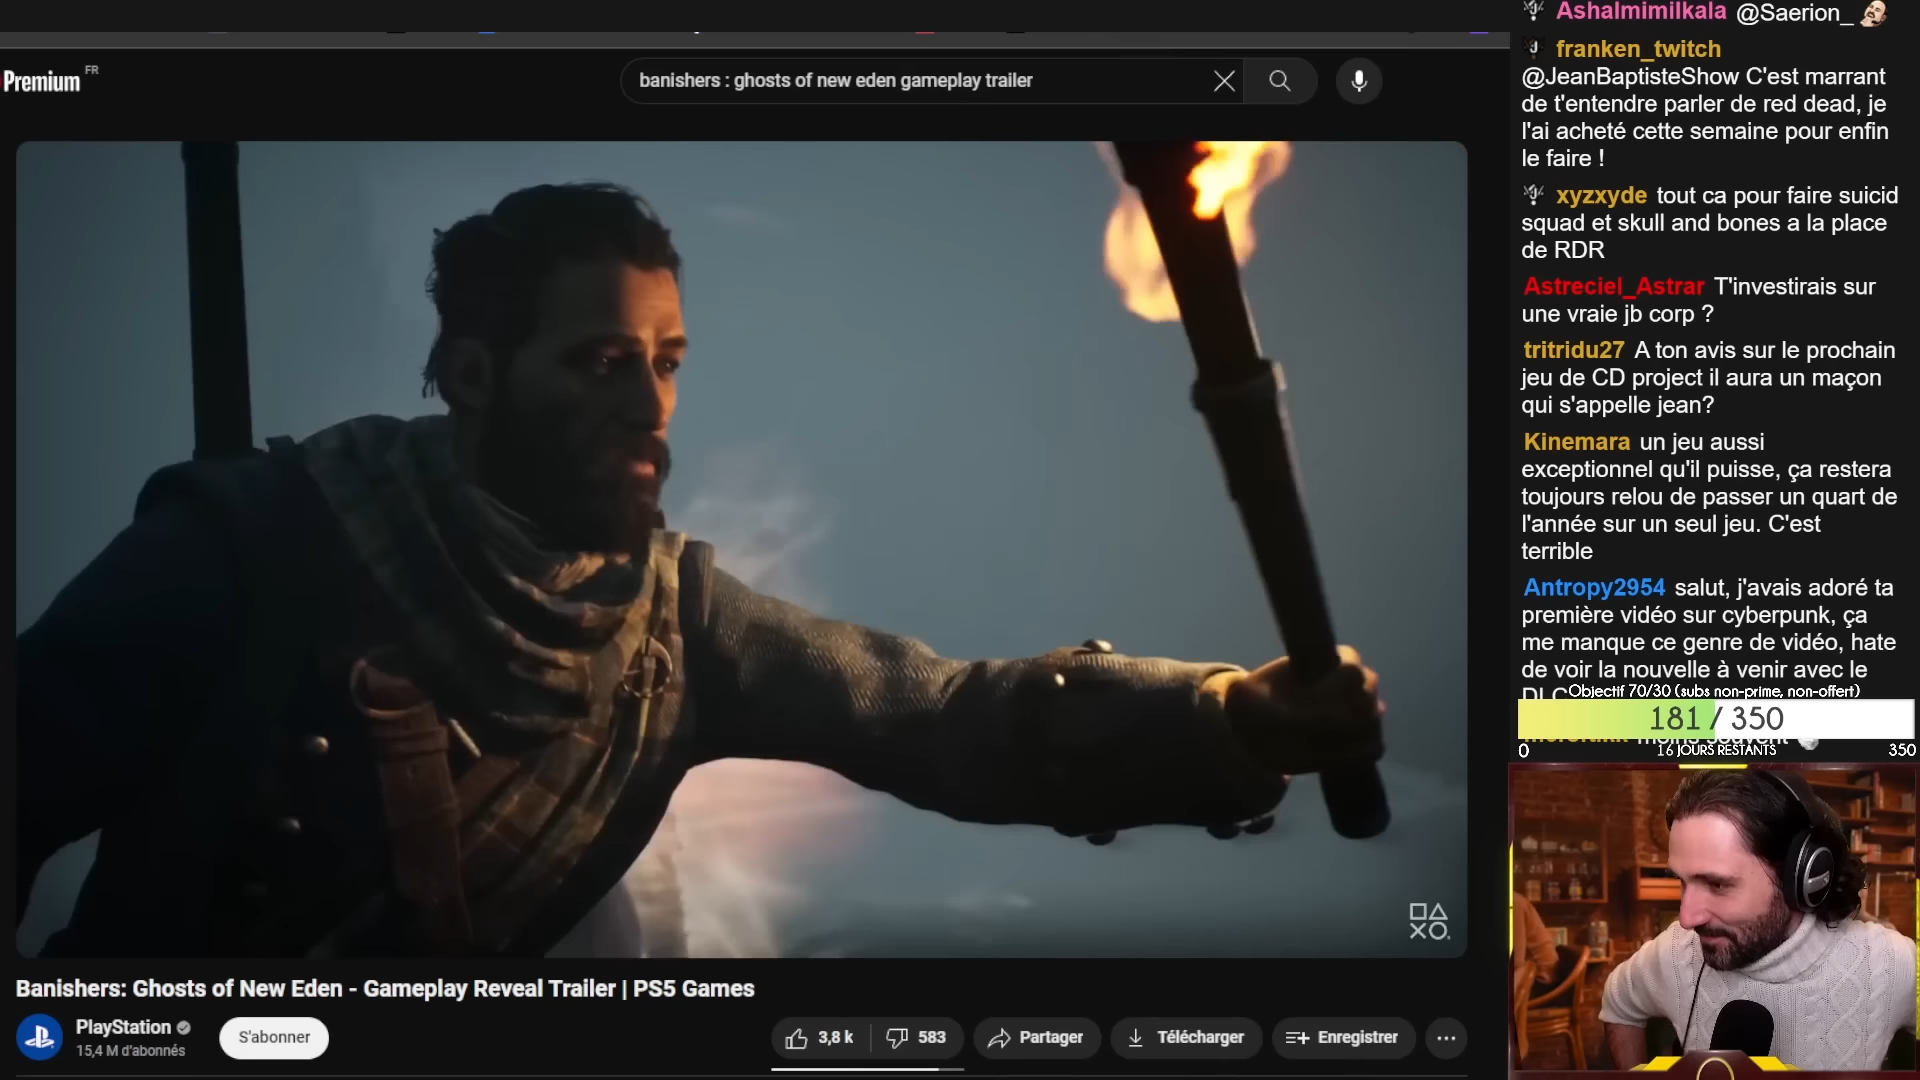 Premium FR
banishers : ghosts of new eden gameplay trailer
Banishers: Ghosts of New Eden - Gameplay Reveal Trailer | PS5 Games
PlayStation
15,4 M d'abonnés
S'abonner
3,8 k
583
Partager
Télécharger
Enregistrer
Ashalmimilkala @Saerion_
franken_twitch
@JeanBaptisteShow C'est marrant
de t'entendre parler de red dead, je
l'ai acheté cette semaine pour enfin
le faire !
xyzxyde tout ca pour faire suicid
squad et skull and bones a la place
de RDR
Astreciel_Astrar T'investirais sur
une vraie jb corp ?
tritridu27 A ton avis sur le prochain
jeu de CD project il aura un maçon
qui s'appelle jean?
Kinemara un jeu aussi
exceptionnel qu'il puisse, ça restera
toujours relou de passer un quart de
l'année sur un seul jeu. C'est
terrible
Antropy2954 salut, j'avais adoré ta
première vidéo sur cyberpunk, ça
me manque ce genre de vidéo, hate
de voir la nouvelle à venir avec le
DLC
Objectif 70/30 (subs non-prime, non-offert)
181 / 350
0 16 JOURS RESTANTS 350